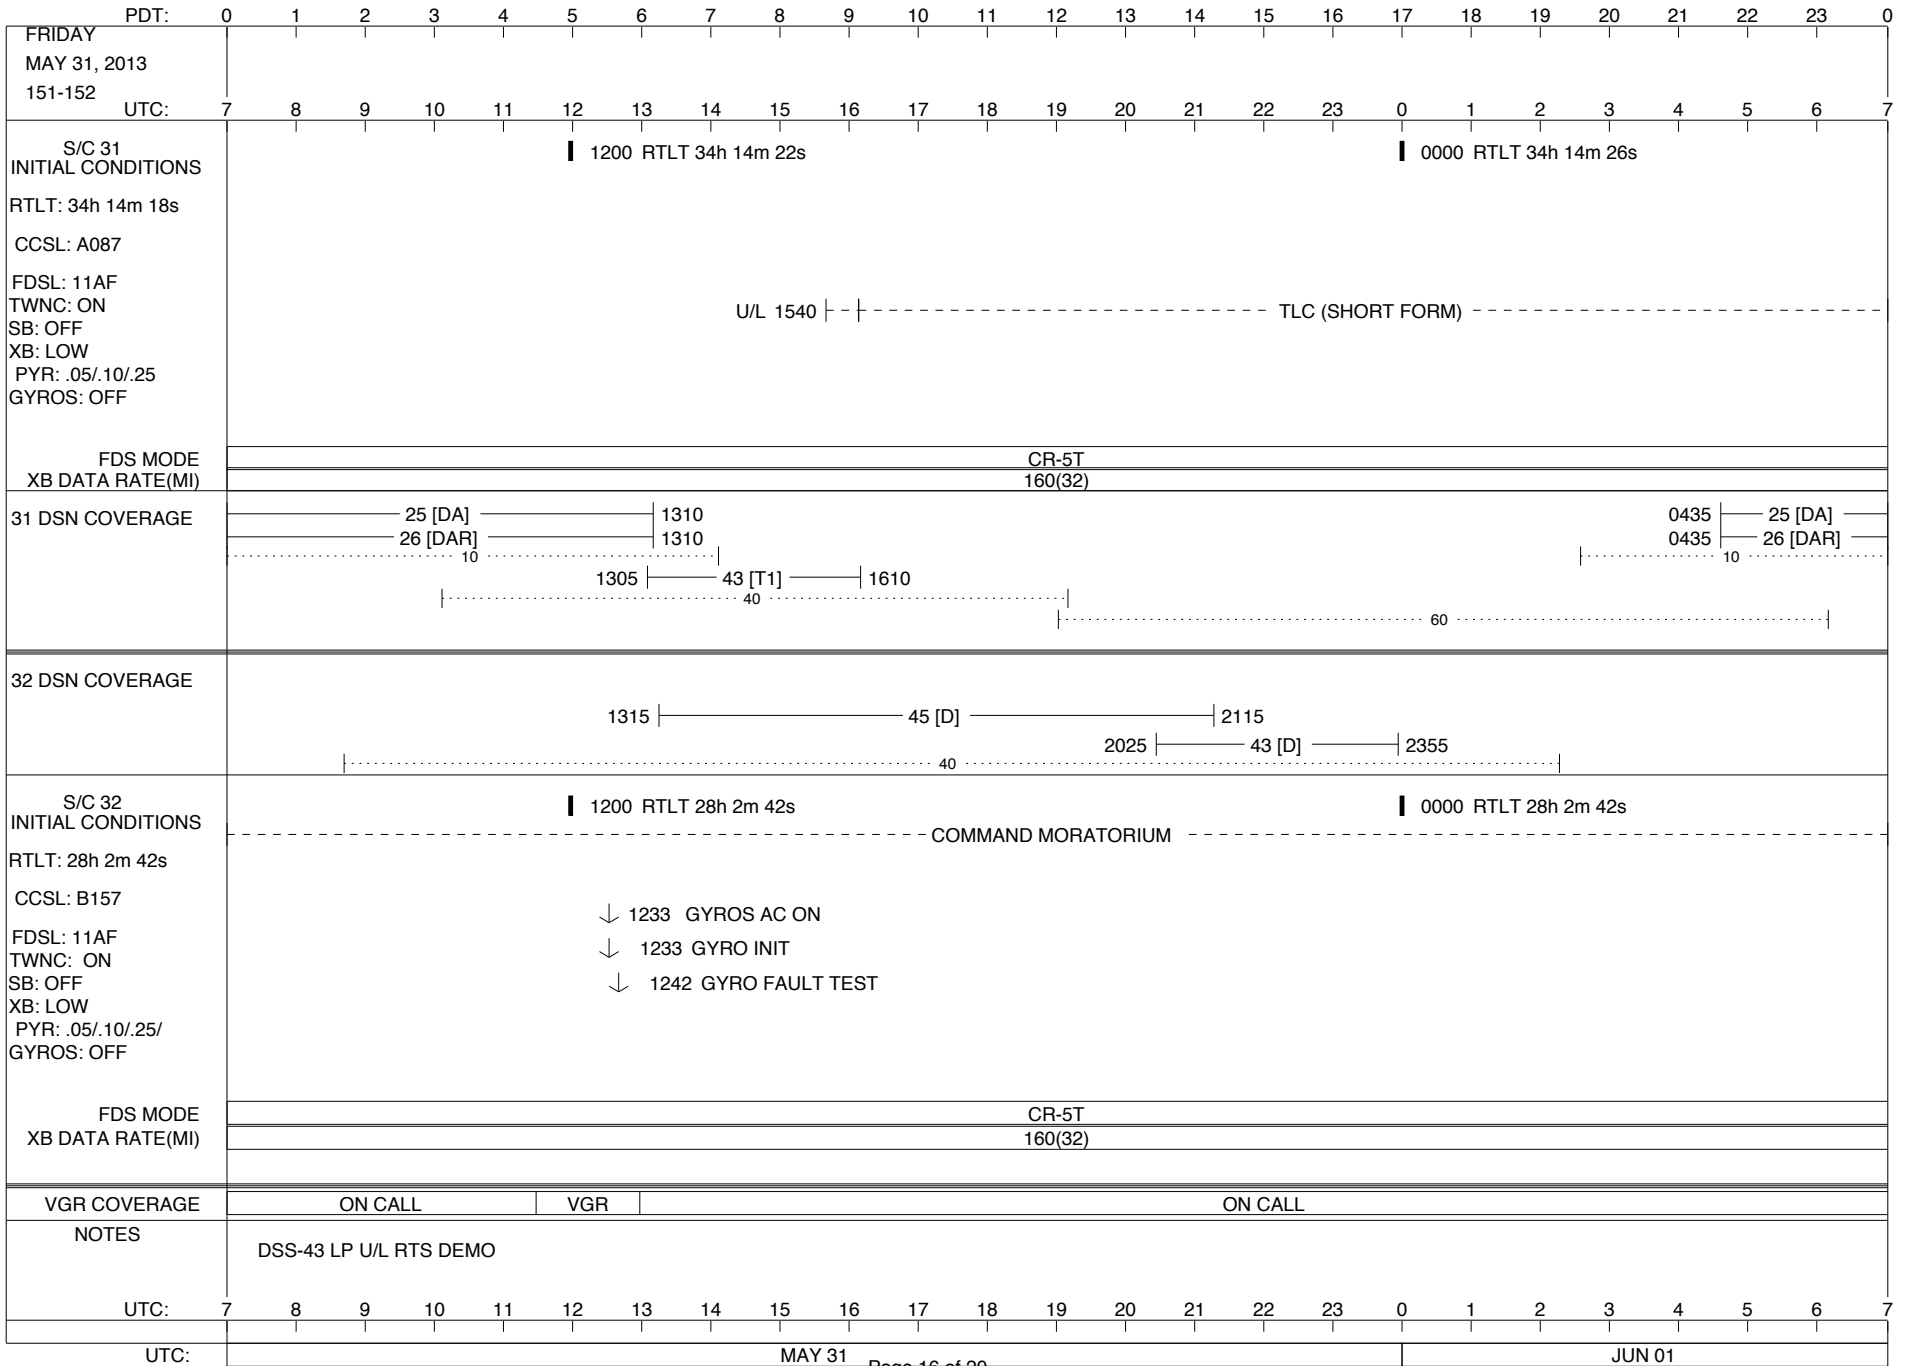 PDT: 0 1 2 3 4 5 6 7 8 9 10 11 12 13 14 15 16 17 18 19 20 21 22 23 0
FRIDAY
MAY 31, 2013
151-152
UTC: 7 8 9 10 11 12 13 14 15 16 17 18 19 20 21 22 23 0 1 2 3 4 5 6 7
S/C 31
INITIAL CONDITIONS
1200 RTLT 34h 14m 22s
0000 RTLT 34h 14m 26s
RTLT: 34h 14m 18s
CCSL: A087
FDSL: 11AF
TWNC: ON
SB: OFF
XB: LOW
PYR: .05/.10/.25
GYROS: OFF
U/L 1540
TLC (SHORT FORM)
FDS MODE CR-5T
XB DATA RATE(MI) 160(32)
31 DSN COVERAGE
25 [DA] 1310 0435 25 [DA]
26 [DAR] 1310 0435 26 [DAR]
10 10
1305 43 [T1] 1610
40
60
32 DSN COVERAGE
1315 45 [D] 2115
2025 43 [D] 2355
40
S/C 32
INITIAL CONDITIONS
1200 RTLT 28h 2m 42s
0000 RTLT 28h 2m 42s
COMMAND MORATORIUM
RTLT: 28h 2m 42s
CCSL: B157
FDSL: 11AF
TWNC: ON
SB: OFF
XB: LOW
PYR: .05/.10/.25/
GYROS: OFF
1233 GYROS AC ON
1233 GYRO INIT
1242 GYRO FAULT TEST
FDS MODE CR-5T
XB DATA RATE(MI) 160(32)
VGR COVERAGE ON CALL VGR ON CALL
NOTES
DSS-43 LP U/L RTS DEMO
UTC: 7 8 9 10 11 12 13 14 15 16 17 18 19 20 21 22 23 0 1 2 3 4 5 6 7
UTC: MAY 31 JUN 01
Page 16 of 20